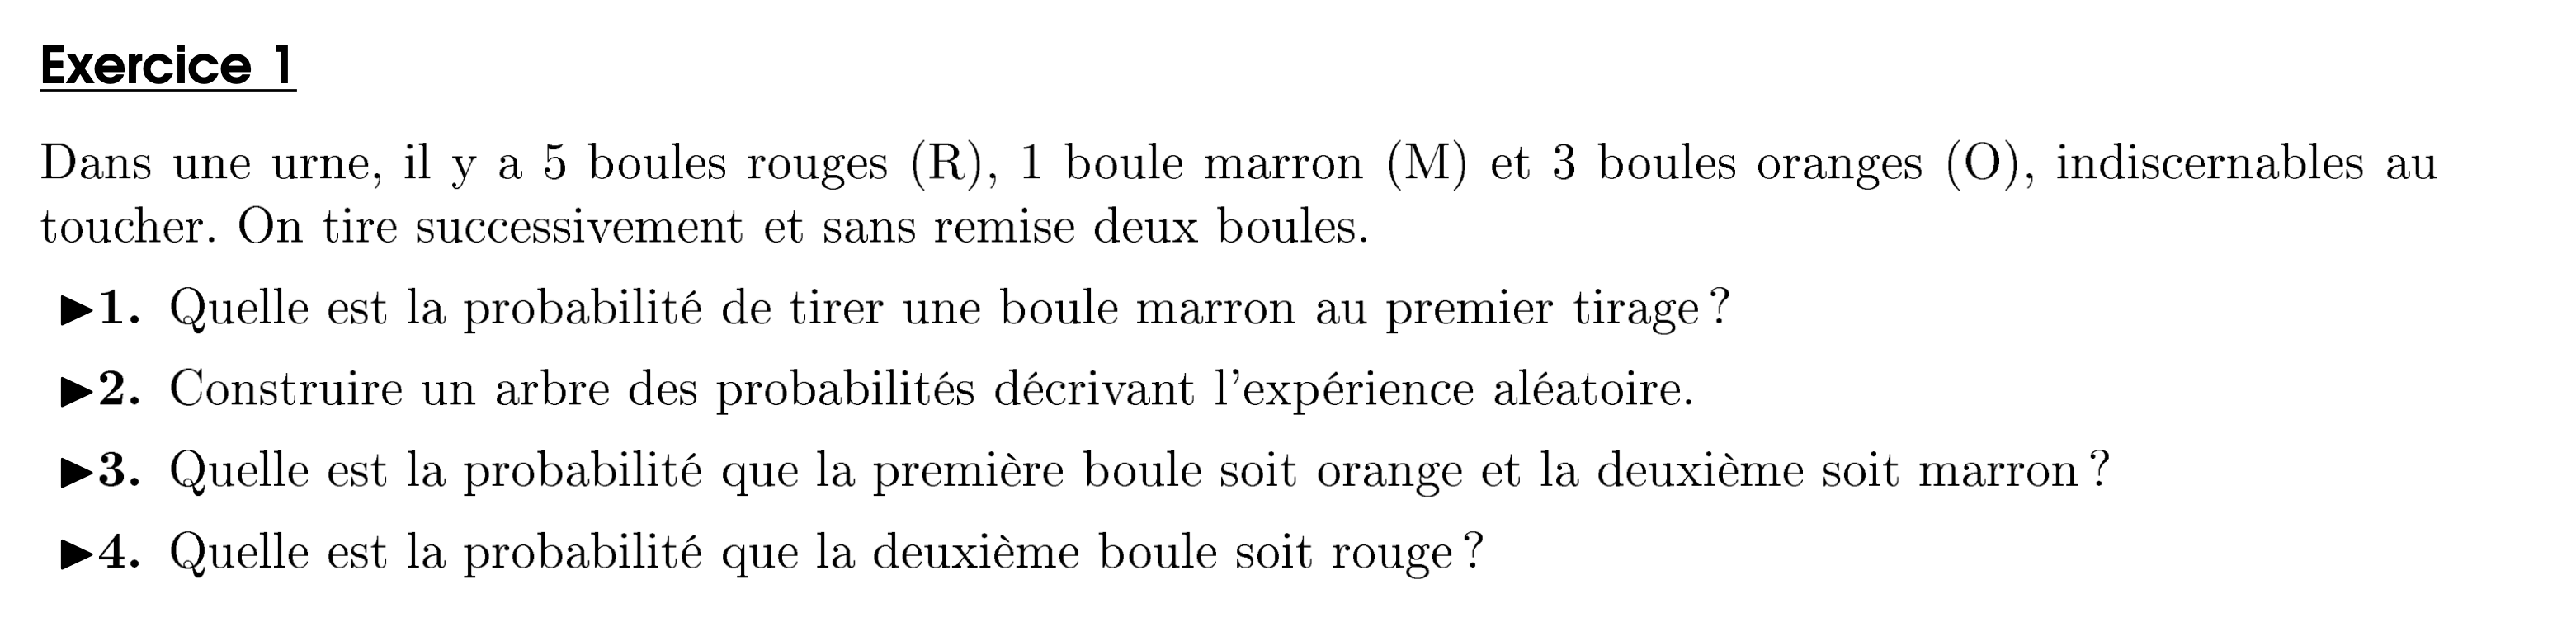 Exercice 1
Dans une urne, il y a 5 boules rouges (R), 1 boule marron (M) et 3 boules oranges (O), indiscernables au
toucher. On tire successivement et sans remise deux boules.
▶1. Quelle est la probabilité de tirer une boule marron au premier tirage ?
▶2. Construire un arbre des probabilités décrivant l'expérience aléatoire.
▶3. Quelle est la probabilité que la première boule soit orange et la deuxième soit marron ?
▶4. Quelle est la probabilité que la deuxième boule soit rouge ?